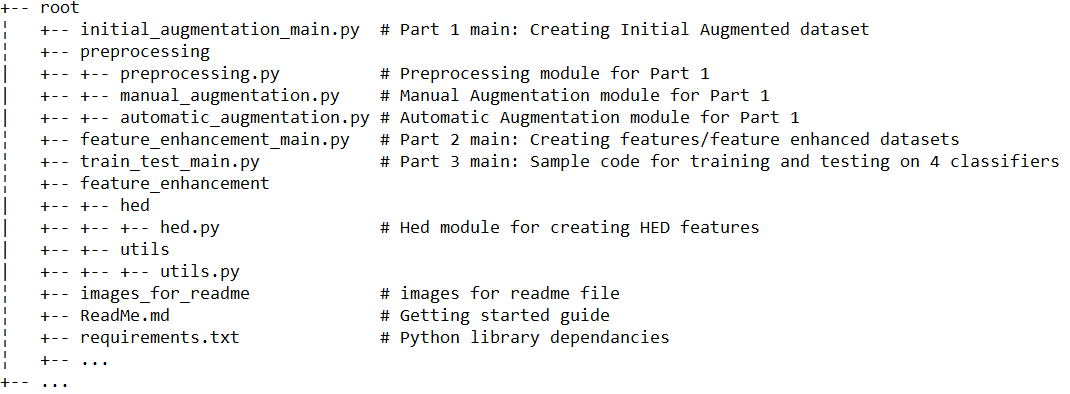 +-- root
¦   +-- initial_augmentation_main.py  # Part 1 main: Creating Initial Augmented dataset
¦   +-- preprocessing
|   +-- +-- preprocessing.py          # Preprocessing module for Part 1
|   +-- +-- manual_augmentation.py    # Manual Augmentation module for Part 1
|   +-- +-- automatic_augmentation.py # Automatic Augmentation module for Part 1
¦   +-- feature_enhancement_main.py   # Part 2 main: Creating features/feature enhanced datasets
¦   +-- train_test_main.py            # Part 3 main: Sample code for training and testing on 4 classifiers
¦   +-- feature_enhancement
|   +-- +-- hed
|   +-- +-- +-- hed.py                # Hed module for creating HED features
|   +-- +-- utils
|   +-- +-- +-- utils.py
¦   +-- images_for_readme             # images for readme file
¦   +-- ReadMe.md                     # Getting started guide
¦   +-- requirements.txt              # Python library dependancies
¦   +-- ...
+-- ...